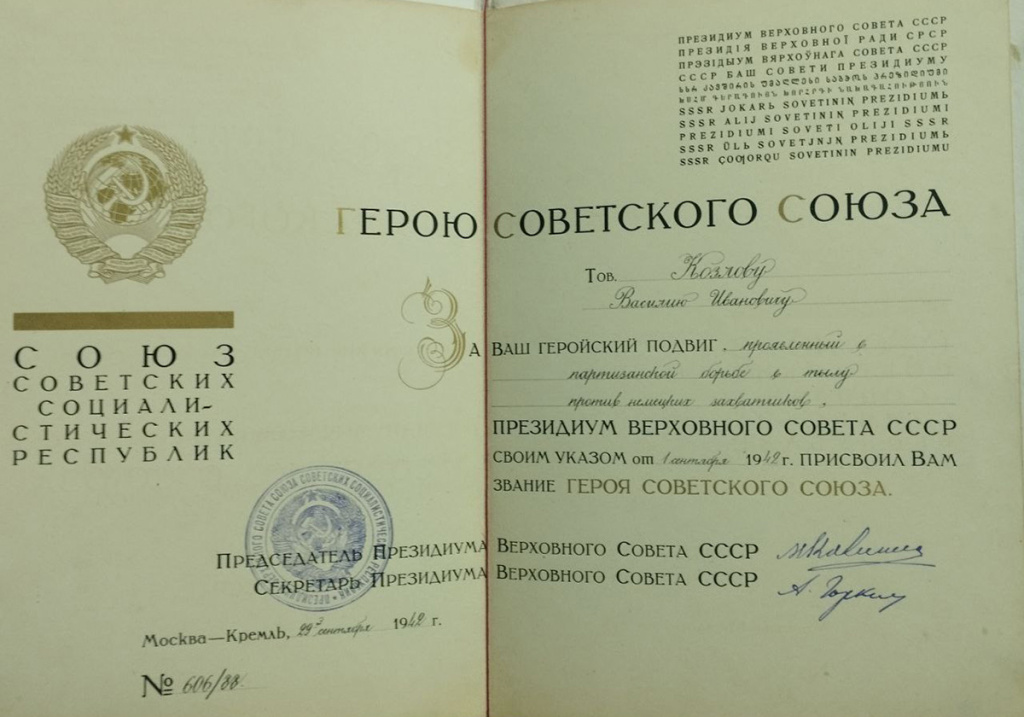 ПРЕЗИДИУМ ВЕРХОВНОГО СОВЕТА СССР
ПРЕЗИДІЯ ВЕРХОВНОЇ РАДИ СРСР
ПРЭЗІДЫУМ ВЯРХОЎНАГА СОВЕТА СССР
СССР БАШ СОВЕТИ ПРЕЗИДИУМУ
SSSR JOKARЬ SOVETININꞐ PREZIDIUMЬ
SSSR ALIJ SOVETININ PREZIDIUMI
PREZIDIUMI SOVETI OLIJI SSSR
SSSR ÜLЬ SOVETJNJꞐ PREZIDIUMЬ
SSSR ÇOOJORQU SOVETININ PREZIDIUMU
ГЕРОЮ СОВЕТСКОГО СОЮЗА
Тов. Козлову
Василию Ивановичу
ЗА ВАШ ГЕРОЙСКИЙ ПОДВИГ, проявленный в
партизанской борьбе в тылу
против немецких захватчиков,
ПРЕЗИДИУМ ВЕРХОВНОГО СОВЕТА СССР
СВОИМ УКАЗОМ от 1 сентября 1942 г. ПРИСВОИЛ ВАМ
ЗВАНИЕ ГЕРОЯ СОВЕТСКОГО СОЮЗА.
СОЮЗ
СОВЕТСКИХ
СОЦИАЛИ-
СТИЧЕСКИХ
РЕСПУБЛИК
Председатель Президиума Верховного Совета СССР
Секретарь Президиума Верховного Совета СССР А. Горкин
Москва—Кремль, 29 сентября 1942 г.
№ 606/88